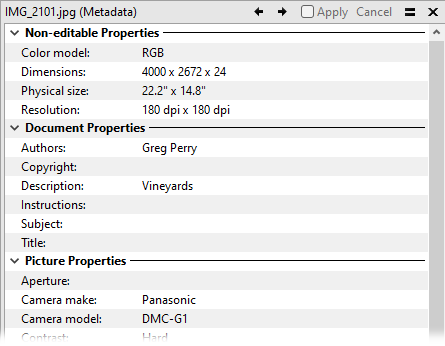 IMG_2101.jpg (Metadata) Apply Cancel
Non-editable Properties
Color model: RGB
Dimensions: 4000 x 2672 x 24
Physical size: 22.2" x 14.8"
Resolution: 180 dpi x 180 dpi
Document Properties
Authors: Greg Perry
Copyright:
Description: Vineyards
Instructions:
Subject:
Title:
Picture Properties
Aperture:
Camera make: Panasonic
Camera model: DMC-G1
Contrast: Hard